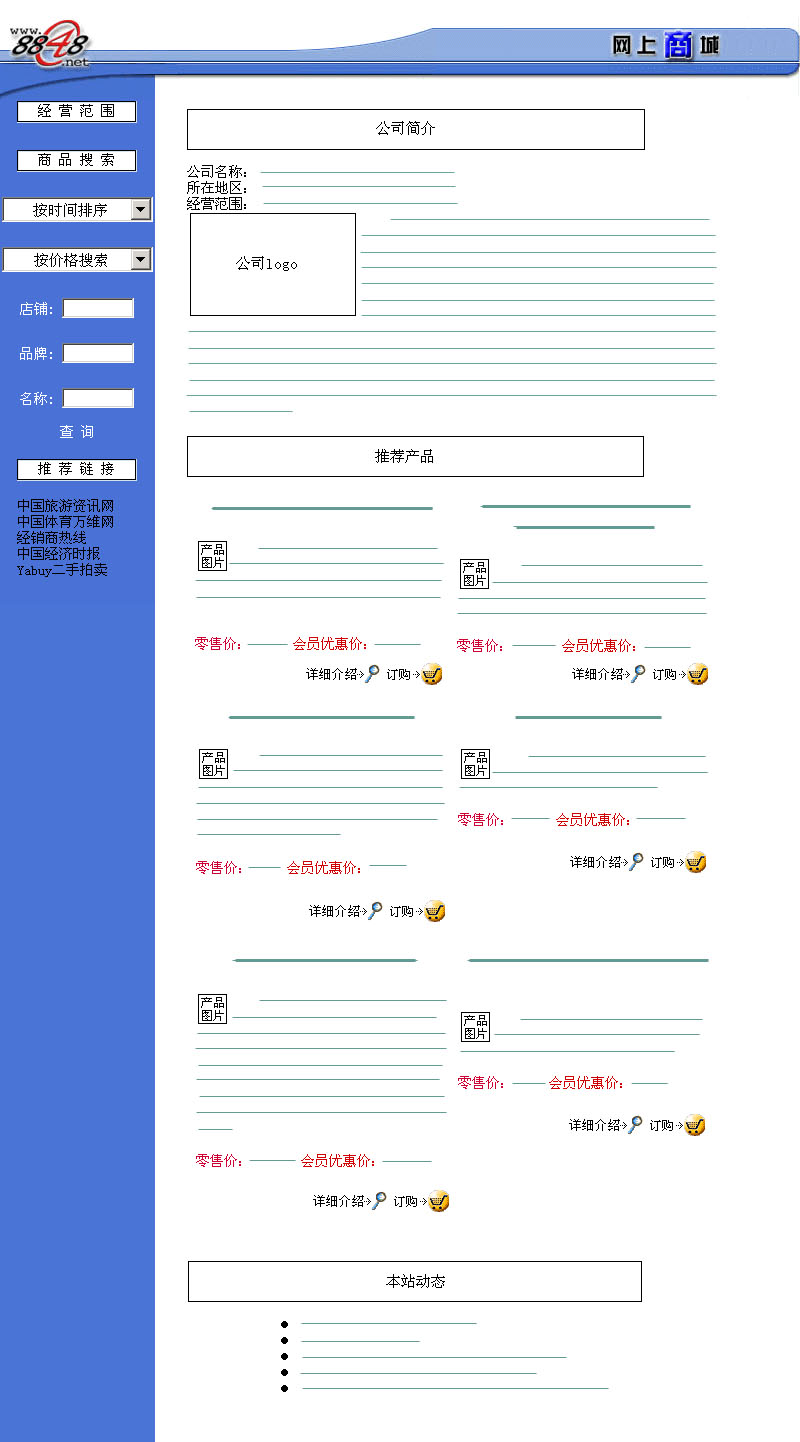 www.
8848
.net
网上商城
经营范围
商品搜索
按时间排序
按价格搜索
店铺:
品牌:
名称:
查询
推荐链接
中国旅游资讯网
中国体育万维网
经销商热线
中国经济时报
Yabuy二手拍卖
公司简介
公司名称:
所在地区:
经营范围:
公司logo
推荐产品
产品
图片
零售价: 会员优惠价:
详细介绍 订购
产品
图片
零售价: 会员优惠价:
详细介绍 订购
产品
图片
零售价: 会员优惠价:
详细介绍 订购
产品
图片
零售价: 会员优惠价:
详细介绍 订购
产品
图片
零售价: 会员优惠价:
详细介绍 订购
产品
图片
零售价: 会员优惠价:
详细介绍 订购
本站动态